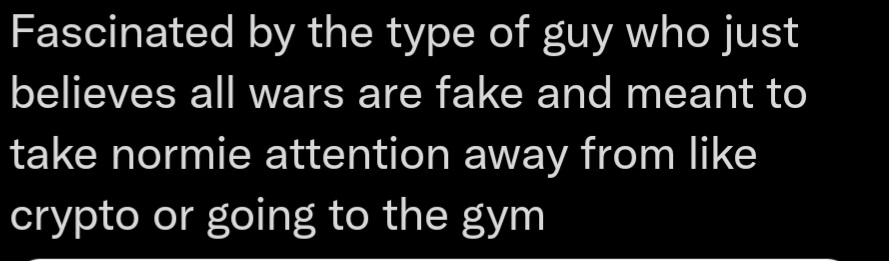 Fascinated by the type of guy who just
believes all wars are fake and meant to
take normie attention away from like
crypto or going to the gym